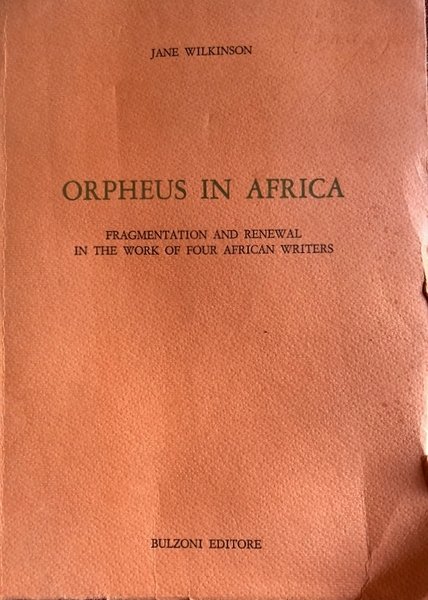 JANE WILKINSON
ORPHEUS IN AFRICA
FRAGMENTATION AND RENEWAL
IN THE WORK OF FOUR AFRICAN WRITERS
BULZONI EDITORE